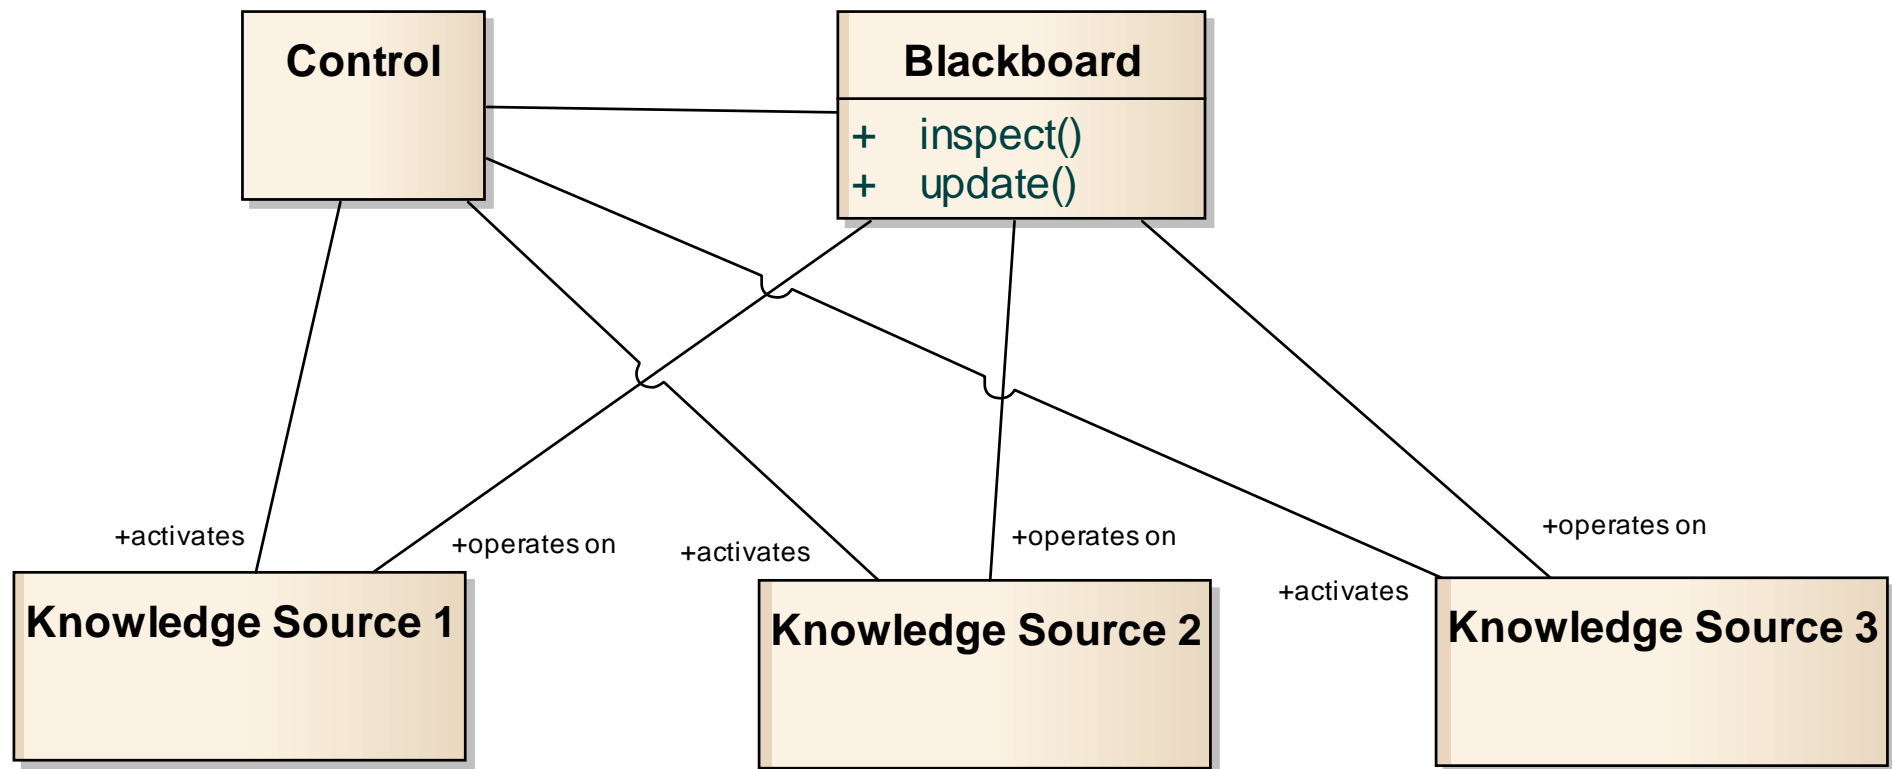 Control
Blackboard
+ inspect()
+ update()
+activates
+operates on
+activates
+operates on
+activates
+operates on
Knowledge Source 1
Knowledge Source 2
Knowledge Source 3